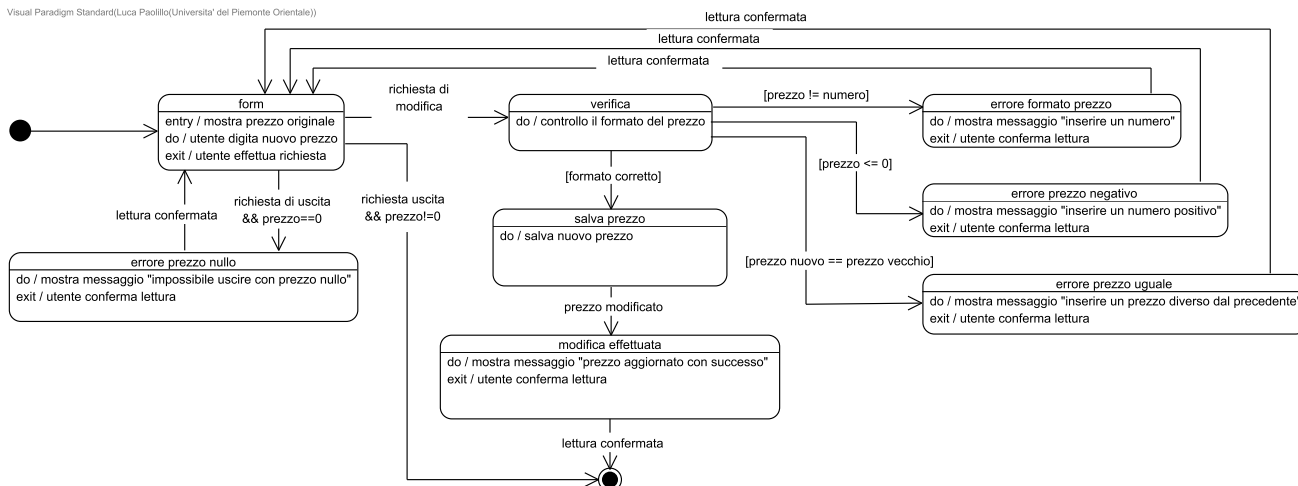 Visual Paradigm Standard(Luca Paolillo(Universita' del Piemonte Orientale))
lettura confermata
lettura confermata
lettura confermata
form
entry / mostra prezzo originale
do / utente digita nuovo prezzo
exit / utente effettua richiesta
richiesta di
modifica
verifica
do / controllo il formato del prezzo
[prezzo != numero]
errore formato prezzo
do / mostra messaggio "inserire un numero"
exit / utente conferma lettura
[prezzo <= 0]
errore prezzo negativo
do / mostra messaggio "inserire un numero positivo"
exit / utente conferma lettura
[formato corretto]
lettura confermata
richiesta di uscita
&& prezzo==0
richiesta uscita
&& prezzo!=0
salva prezzo
do / salva nuovo prezzo
[prezzo nuovo == prezzo vecchio]
errore prezzo uguale
do / mostra messaggio "inserire un prezzo diverso dal precedente"
exit / utente conferma lettura
errore prezzo nullo
do / mostra messaggio "impossibile uscire con prezzo nullo"
exit / utente conferma lettura
prezzo modificato
modifica effettuata
do / mostra messaggio "prezzo aggiornato con successo"
exit / utente conferma lettura
lettura confermata